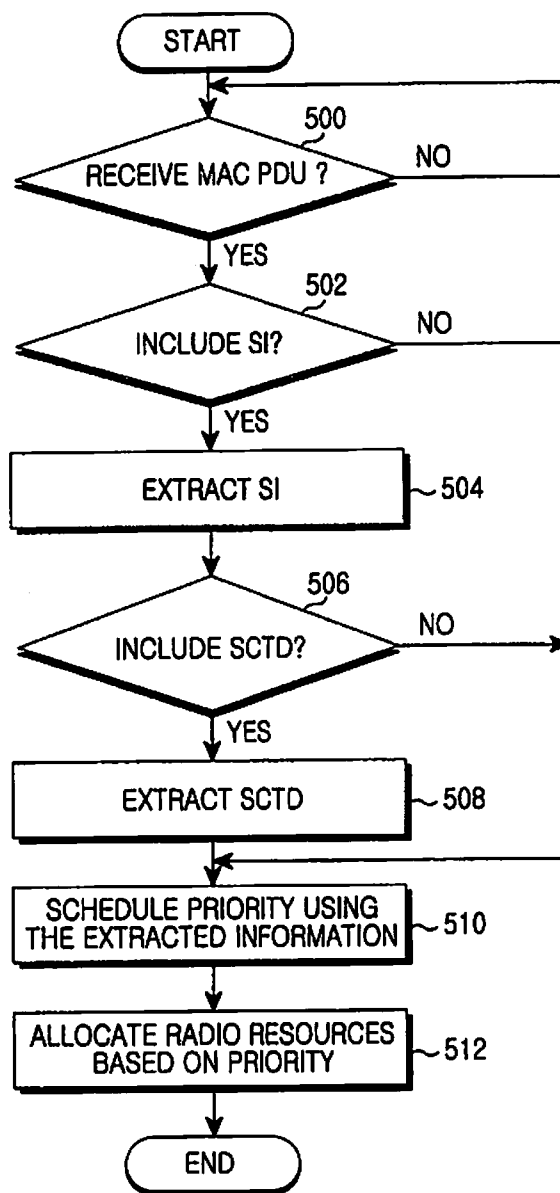 START
500
RECEIVE MAC PDU ?
NO
YES
502
INCLUDE SI?
NO
YES
EXTRACT SI
504
506
INCLUDE SCTD?
NO
YES
EXTRACT SCTD
508
SCHEDULE PRIORITY USING
THE EXTRACTED INFORMATION
510
ALLOCATE RADIO RESOURCES
BASED ON PRIORITY
512
END